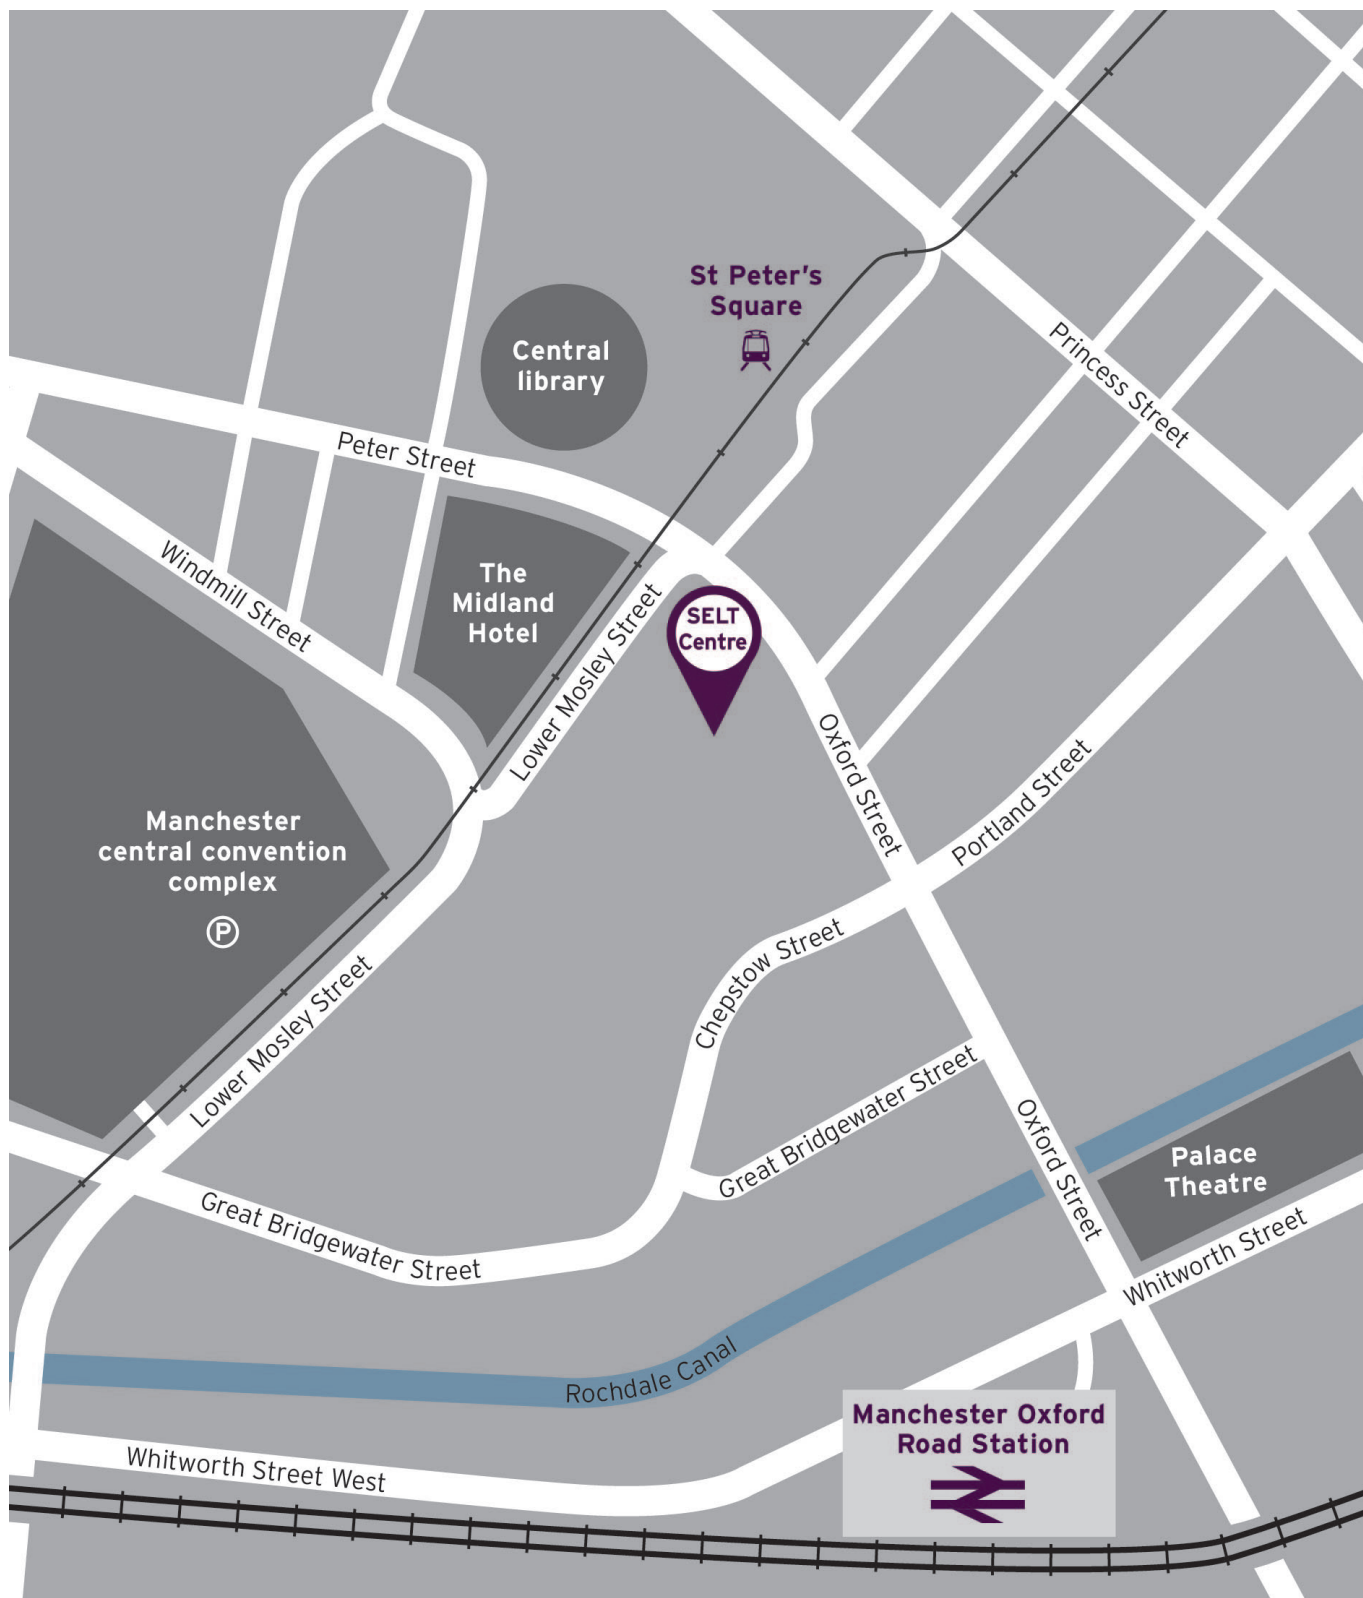 St Peter's
Square
Central
library
Princess Street
Peter Street
Windmill Street
The
Midland
Hotel
Lower Mosley Street
SELT
Centre
Oxford Street
Portland Street
Manchester
central convention
complex
P
Chepstow Street
Lower Mosley Street
Great Bridgewater Street
Oxford Street
Palace
Theatre
Great Bridgewater Street
Whitworth Street
Rochdale Canal
Manchester Oxford
Road Station
Whitworth Street West